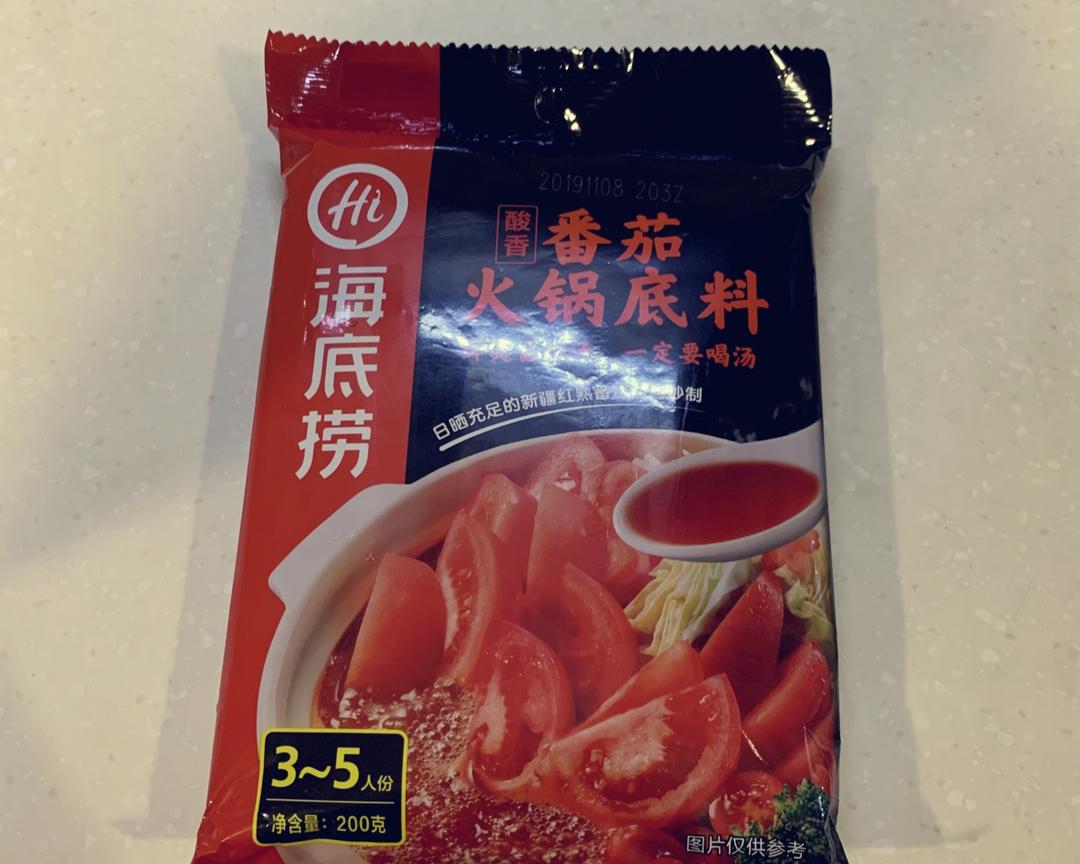 20191108 203Z
Hi
海底捞
酸香
番茄
火锅底料
一定要喝汤
日晒充足的新疆红熟番 炒制
3~5人份
净含量：200克
图片仅供参考